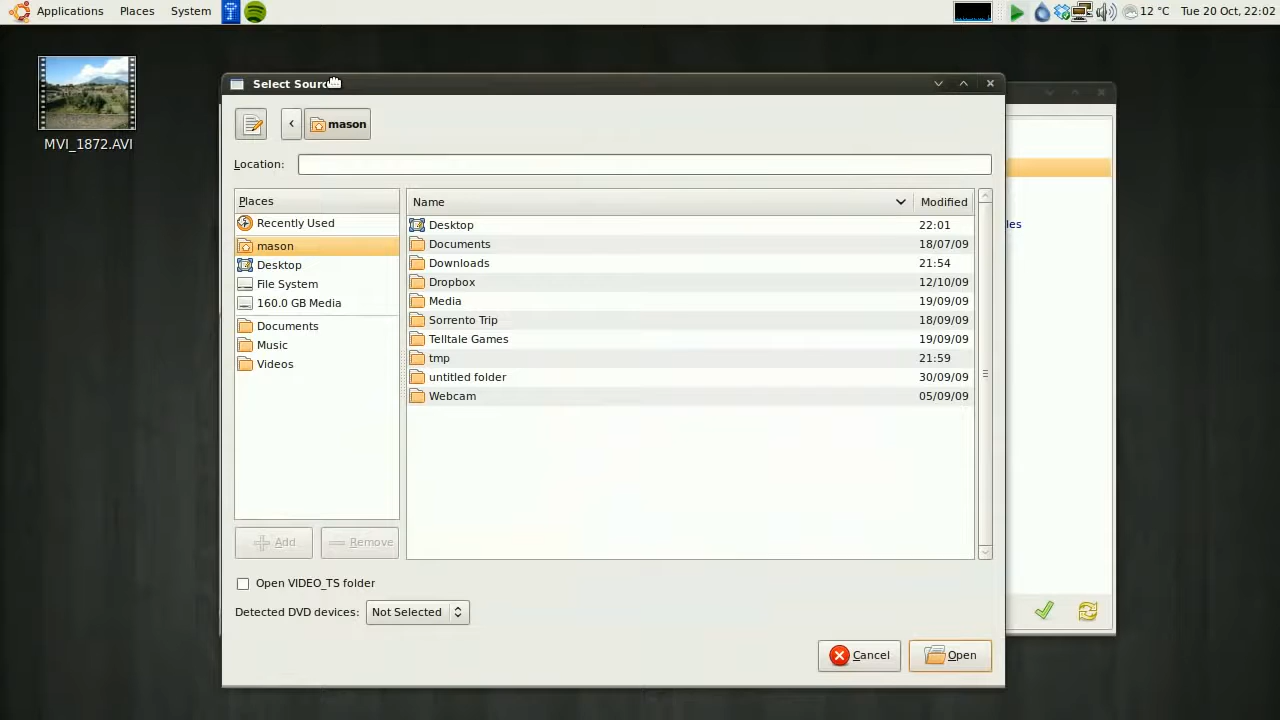 Applications Places System 12 °C Tue 20 Oct, 22:02
MVI_1872.AVI
Select Sourc
mason
Location:
Places
Recently Used
mason
Desktop
File System
160.0 GB Media
Documents
Music
Videos
Add Remove
Name Modified
Desktop 22:01
Documents 18/07/09
Downloads 21:54
Dropbox 12/10/09
Media 19/09/09
Sorrento Trip 18/09/09
Telltale Games 19/09/09
tmp 21:59
untitled folder 30/09/09
Webcam 05/09/09
les
Open VIDEO_TS folder
Detected DVD devices: Not Selected
Cancel Open